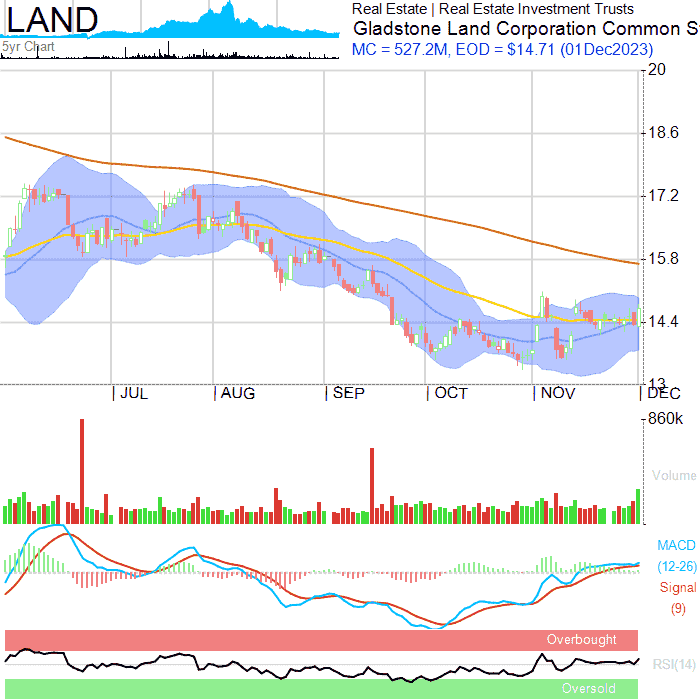 LAND
5yr Chart
Real Estate | Real Estate Investment Trusts
Gladstone Land Corporation Common S
MC = 527.2M, EOD = $14.71 (01Dec2023)
20
18.6
17.2
15.8
14.4
13
JUL AUG SEP OCT NOV DEC
860k
Volume
MACD
(12-26)
Signal
(9)
Overbought
RSI(14)
Oversold